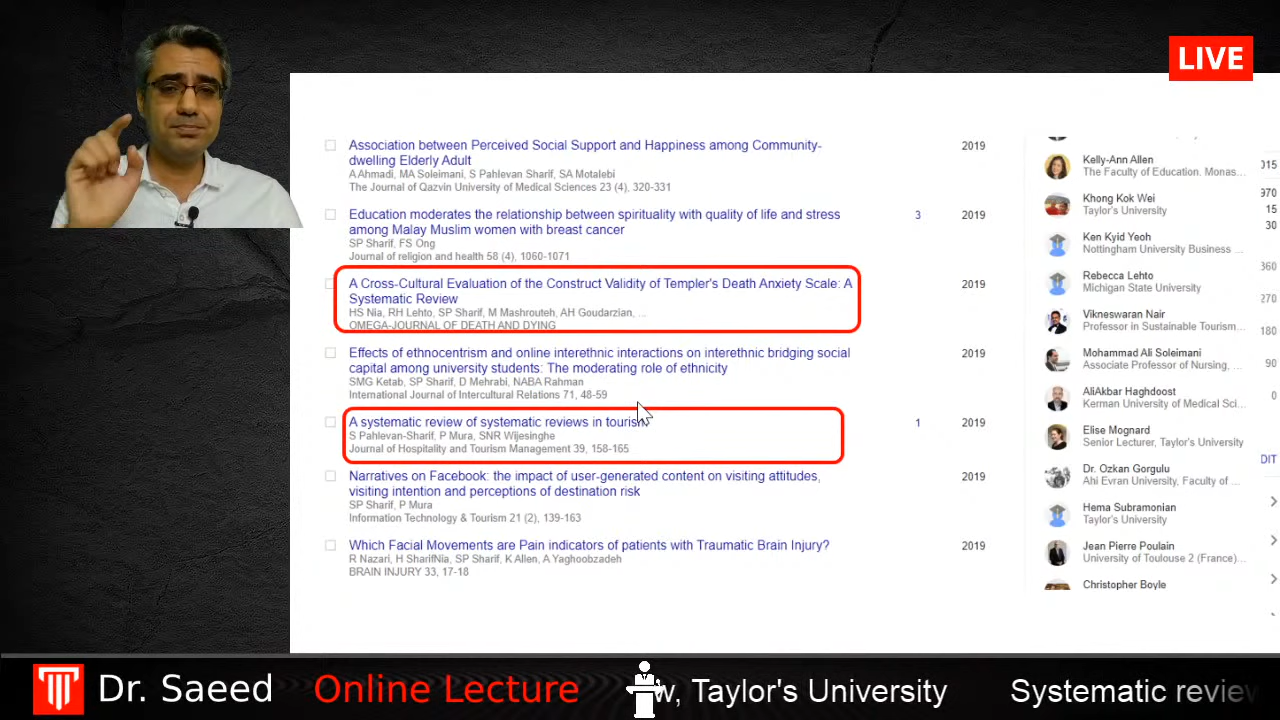 LIVE
Association between Perceived Social Support and Happiness among Community-
dwelling Elderly Adult
A Ahmadi, MA Soleimani, S Pahlevan Sharif, SA Motalebi
The Journal of Qazvin University of Medical Sciences 23 (4), 320-331
2019
Education moderates the relationship between spirituality with quality of life and stress
among Malay Muslim women with breast cancer
SP Sharif, FS Ong
Journal of religion and health 58 (4), 1060-1071
3
2019
A Cross-Cultural Evaluation of the Construct Validity of Templer's Death Anxiety Scale: A
Systematic Review
HS Nia, RH Lehto, SP Sharif, M Mashrouteh, AH Goudarzian, ...
OMEGA-JOURNAL OF DEATH AND DYING
2019
Effects of ethnocentrism and online interethnic interactions on interethnic bridging social
capital among university students: The moderating role of ethnicity
SMG Ketab, SP Sharif, D Mehrabi, NABA Rahman
International Journal of Intercultural Relations 71, 48-59
2019
A systematic review of systematic reviews in tourism
S Pahlevan-Sharif, P Mura, SNR Wijesinghe
Journal of Hospitality and Tourism Management 39, 158-165
1
2019
Narratives on Facebook: the impact of user-generated content on visiting attitudes,
visiting intention and perceptions of destination risk
SP Sharif, P Mura
Information Technology & Tourism 21 (2), 139-163
2019
Which Facial Movements are Pain indicators of patients with Traumatic Brain Injury?
R Nazari, H SharifNia, SP Sharif, K Allen, A Yaghoobzadeh
BRAIN INJURY 33, 17-18
2019
Kelly-Ann Allen
The Faculty of Education. Monas...
Khong Kok Wei
Taylor's University
Ken Kyid Yeoh
Nottingham University Business ...
Rebecca Lehto
Michigan State University
Vikneswaran Nair
Professor in Sustainable Tourism...
Mohammad Ali Soleimani
Associate Professor of Nursing, ...
AliAkbar Haghdoost
Kerman University of Medical Sci...
Elise Mognard
Senior Lecturer, Taylor's University
Dr. Ozkan Gorgulu
Ahi Evran University, Faculty of ...
Hema Subramonian
Taylor's University
Jean Pierre Poulain
University of Toulouse 2 (France)...
Christopher Boyle
015
970
15
30
360
270
180
90
0
DIT
Dr. Saeed
Online Lecture
w, Taylor's University
Systematic review